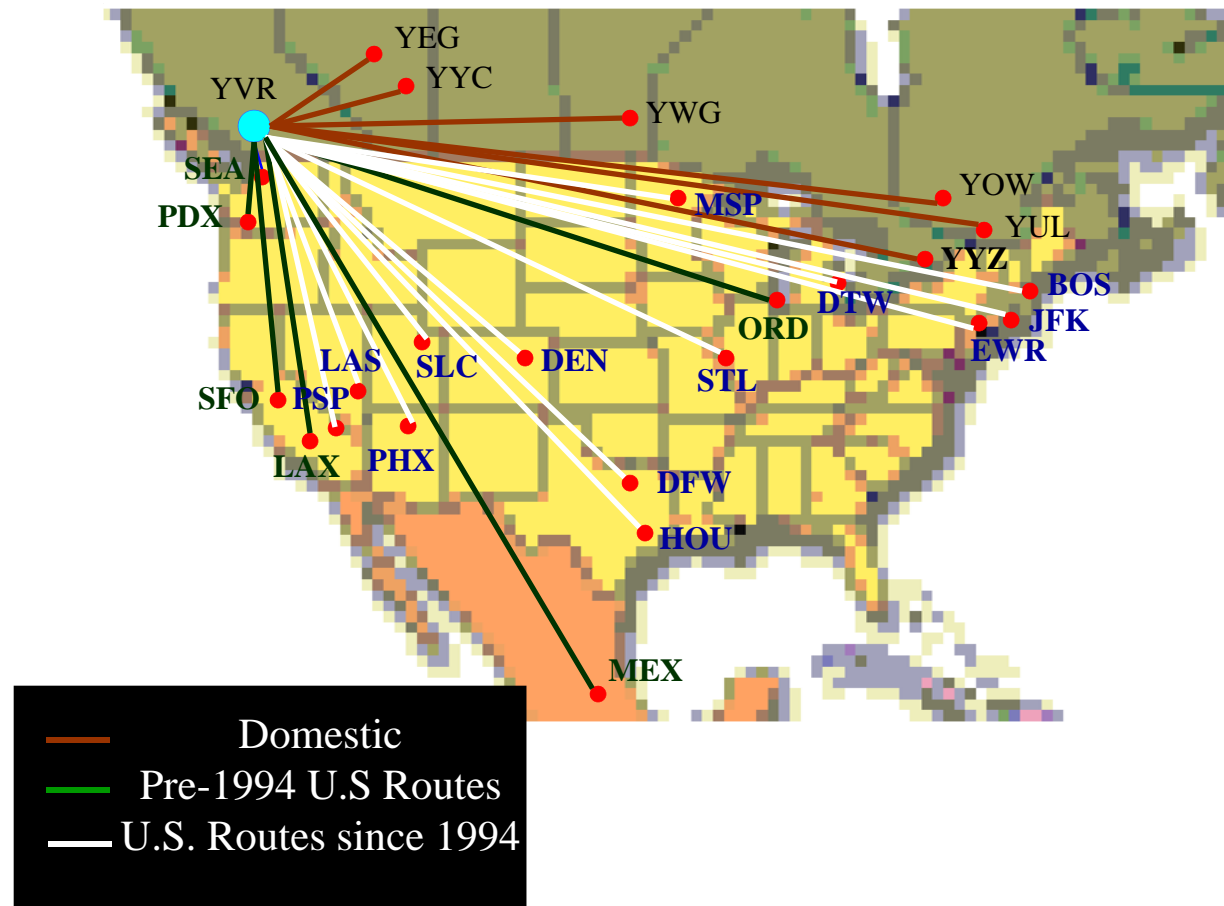 YEG
YYC
YVR
YWG
SEA
MSP
YOW
PDX
YUL
YYZ
BOS
DTW
ORD
JFK
EWR
LAS
SLC
DEN
STL
SFO
PSP
PHX
LAX
DFW
HOU
MEX
Domestic
Pre-1994 U.S Routes
U.S. Routes since 1994